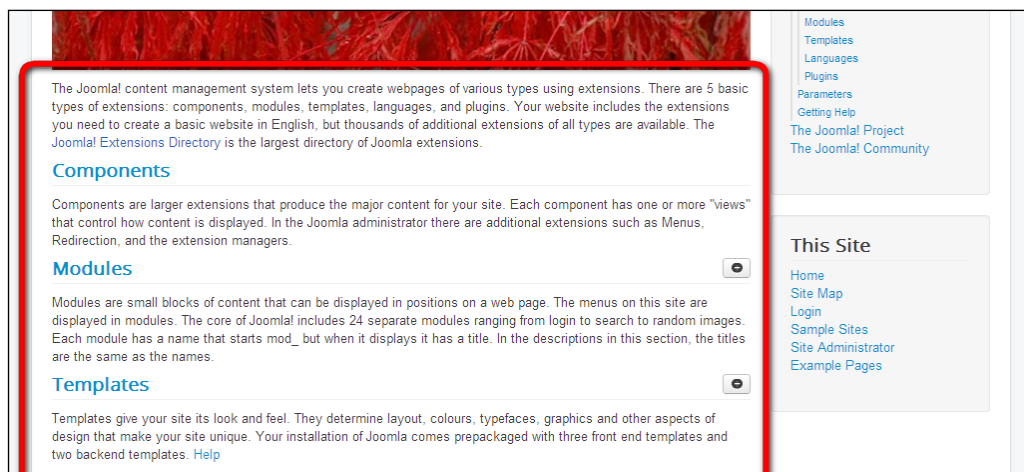 The Joomla! content management system lets you create webpages of various types using extensions. There are 5 basic
types of extensions: components, modules, templates, languages, and plugins. Your website includes the extensions
you need to create a basic website in English, but thousands of additional extensions of all types are available. The
Joomla! Extensions Directory is the largest directory of Joomla extensions.
Components
Components are larger extensions that produce the major content for your site. Each component has one or more "views"
that control how content is displayed. In the Joomla administrator there are additional extensions such as Menus,
Redirection, and the extension managers.
Modules
Modules are small blocks of content that can be displayed in positions on a web page. The menus on this site are
displayed in modules. The core of Joomla! includes 24 separate modules ranging from login to search to random images.
Each module has a name that starts mod_ but when it displays it has a title. In the descriptions in this section, the titles
are the same as the names.
Templates
Templates give your site its look and feel. They determine layout, colours, typefaces, graphics and other aspects of
design that make your site unique. Your installation of Joomla comes prepackaged with three front end templates and
two backend templates. Help
Modules
Templates
Languages
Plugins
Parameters
Getting Help
The Joomla! Project
The Joomla! Community
This Site
Home
Site Map
Login
Sample Sites
Site Administrator
Example Pages